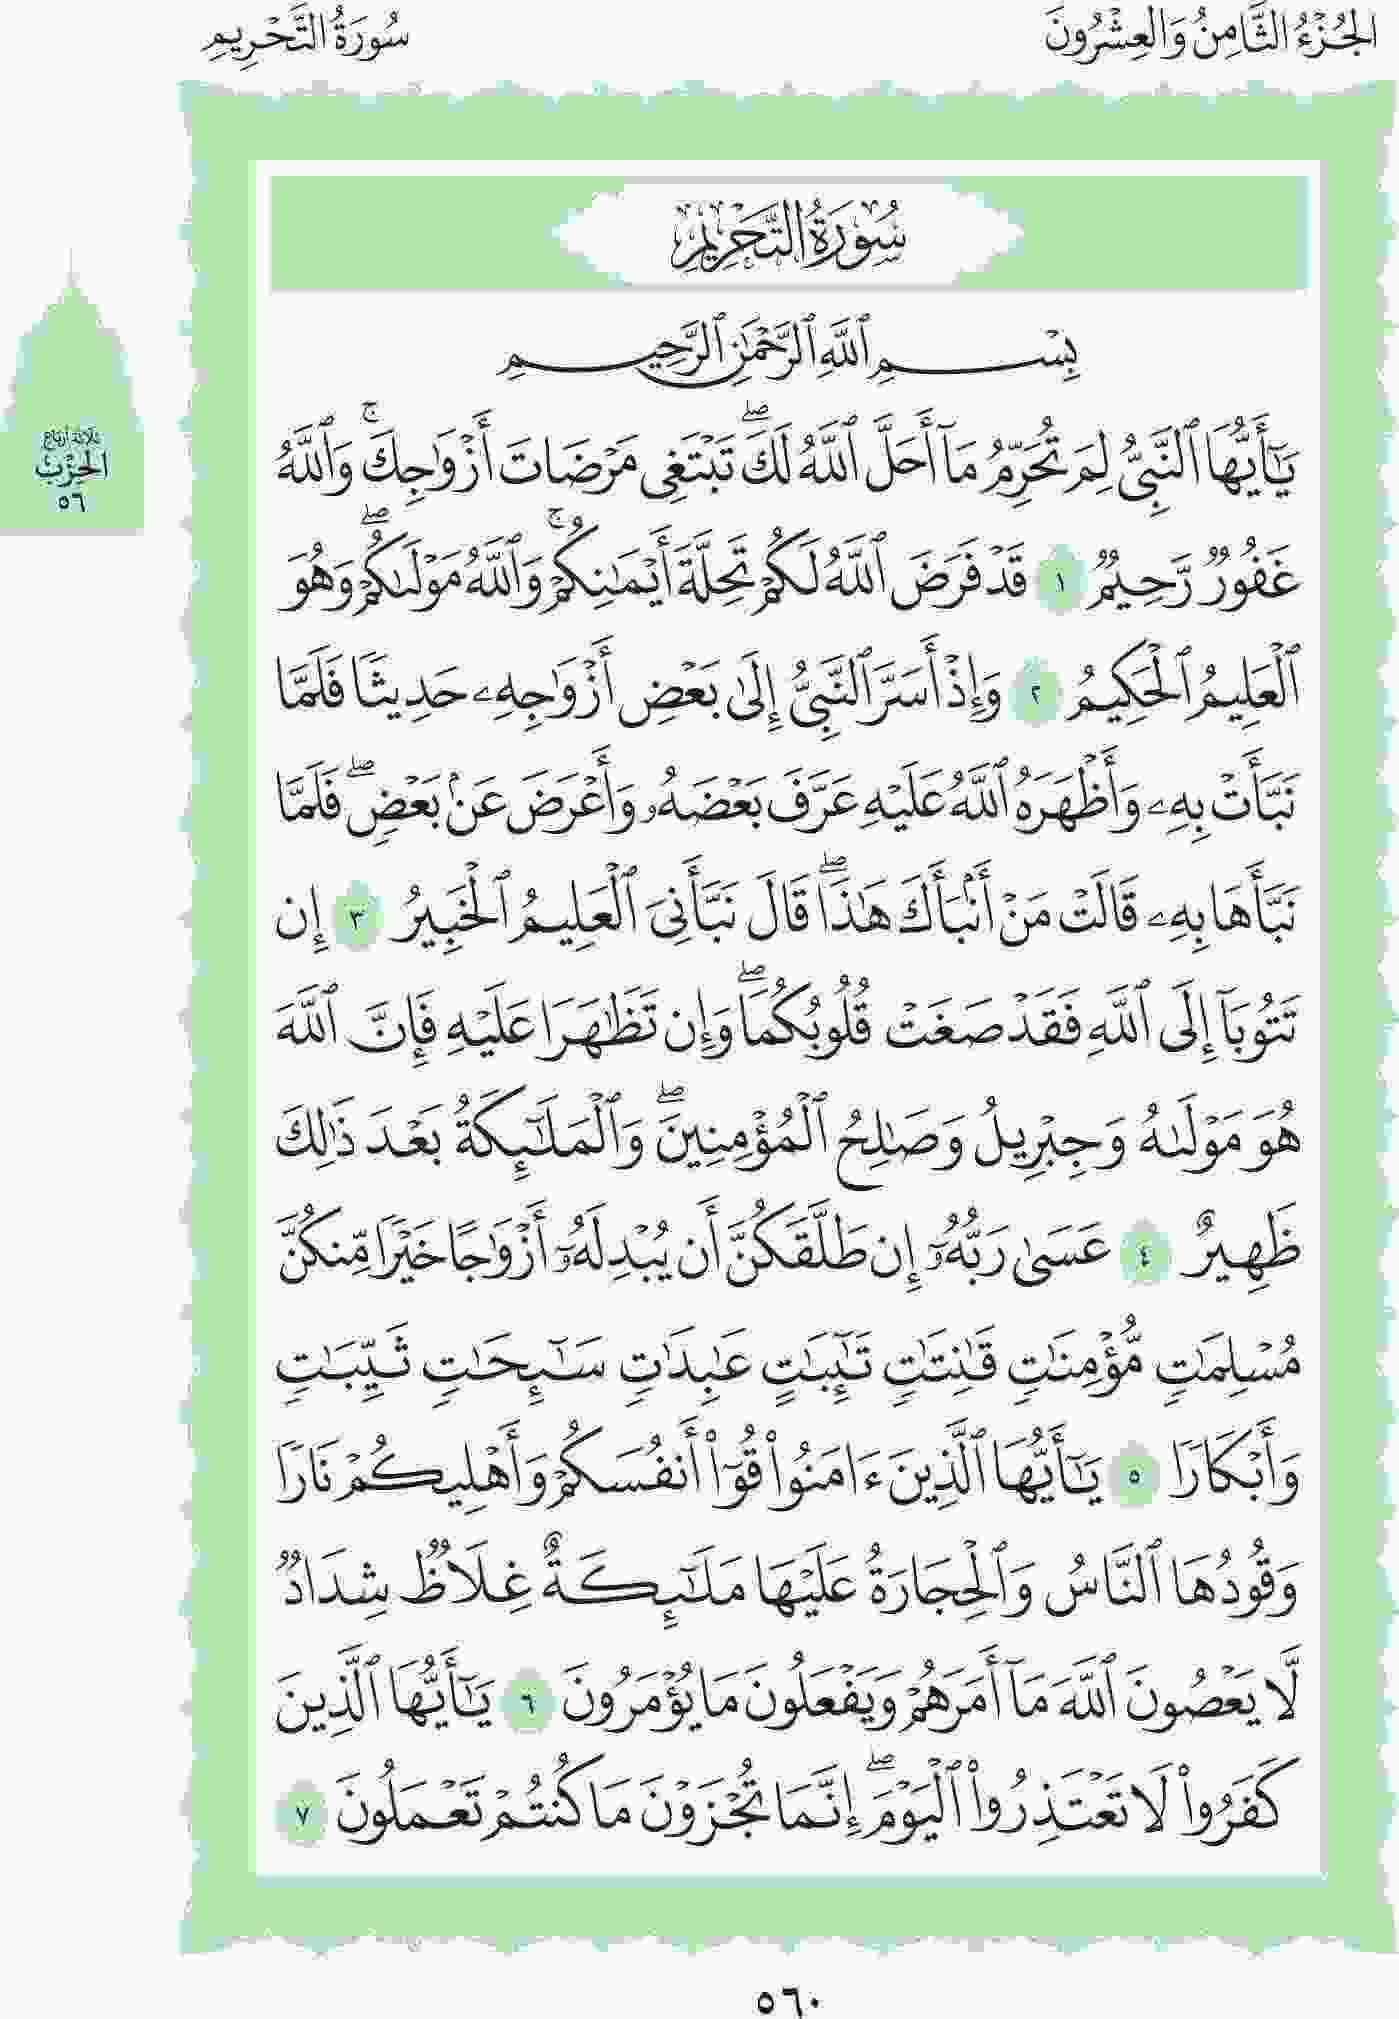 الجُزْءُ الثَّامِنُ وَالْعِشْرُونَ
سُورَةُ التَّحْرِيمِ
سُورَةُ التَّحْرِيمِ
بِسْمِ ٱللَّهِ ٱلرَّحْمَٰنِ ٱلرَّحِيمِ
يَٰٓأَيُّهَا ٱلنَّبِىُّ لِمَ تُحَرِّمُ مَآ أَحَلَّ ٱللَّهُ لَكَۖ تَبْتَغِى مَرْضَاتَ أَزْوَٰجِكَۚ وَٱللَّهُ
غَفُورٌ رَّحِيمٌ ١ قَدْ فَرَضَ ٱللَّهُ لَكُمْ تَحِلَّةَ أَيْمَٰنِكُمْۚ وَٱللَّهُ مَوْلَىٰكُمْۖ وَهُوَ
ٱلْعَلِيمُ ٱلْحَكِيمُ ٢ وَإِذْ أَسَرَّ ٱلنَّبِىُّ إِلَىٰ بَعْضِ أَزْوَٰجِهِۦ حَدِيثًا فَلَمَّا
نَبَّأَتْ بِهِۦ وَأَظْهَرَهُ ٱللَّهُ عَلَيْهِ عَرَّفَ بَعْضَهُۥ وَأَعْرَضَ عَنۢ بَعْضٍۖ فَلَمَّا
نَبَّأَهَا بِهِۦ قَالَتْ مَنْ أَنۢبَأَكَ هَٰذَاۖ قَالَ نَبَّأَنِىَ ٱلْعَلِيمُ ٱلْخَبِيرُ ٣ إِن
تَتُوبَآ إِلَى ٱللَّهِ فَقَدْ صَغَتْ قُلُوبُكُمَاۖ وَإِن تَظَٰهَرَا عَلَيْهِ فَإِنَّ ٱللَّهَ
هُوَ مَوْلَىٰهُ وَجِبْرِيلُ وَصَٰلِحُ ٱلْمُؤْمِنِينَۖ وَٱلْمَلَٰٓئِكَةُ بَعْدَ ذَٰلِكَ
ظَهِيرٌ ٤ عَسَىٰ رَبُّهُۥٓ إِن طَلَّقَكُنَّ أَن يُبْدِلَهُۥٓ أَزْوَٰجًا خَيْرًا مِّنكُنَّ
مُسْلِمَٰتٍ مُّؤْمِنَٰتٍ قَٰنِتَٰتٍ تَٰٓئِبَٰتٍ عَٰبِدَٰتٍ سَٰٓئِحَٰتٍ ثَيِّبَٰتٍ
وَأَبْكَارًا ٥ يَٰٓأَيُّهَا ٱلَّذِينَ ءَامَنُوا۟ قُوٓا۟ أَنفُسَكُمْ وَأَهْلِيكُمْ نَارًا
وَقُودُهَا ٱلنَّاسُ وَٱلْحِجَارَةُ عَلَيْهَا مَلَٰٓئِكَةٌ غِلَاظٌ شِدَادٌ
لَّا يَعْصُونَ ٱللَّهَ مَآ أَمَرَهُمْ وَيَفْعَلُونَ مَا يُؤْمَرُونَ ٦ يَٰٓأَيُّهَا ٱلَّذِينَ
كَفَرُوا۟ لَا تَعْتَذِرُوا۟ ٱلْيَوْمَۖ إِنَّمَا تُجْزَوْنَ مَا كُنتُمْ تَعْمَلُونَ ٧
ثلاثة أرباع
الحِزْب
٥٦
٥٦٠